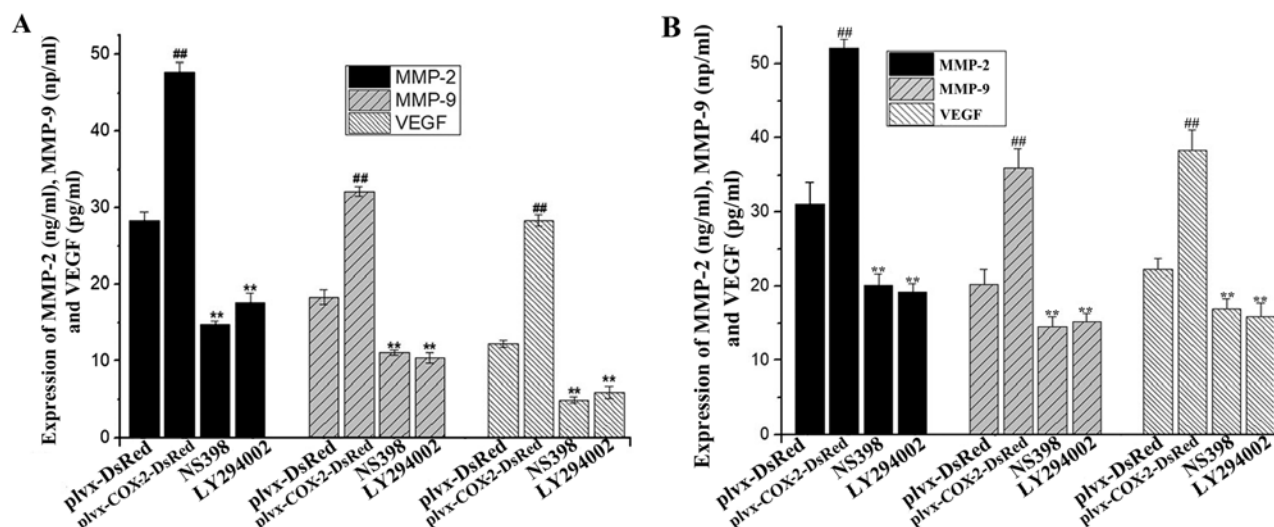 A
Expression of MMP-2 (ng/ml), MMP-9 (np/ml)
and VEGF (pg/ml)
50
40
30
20
10
0
##
**
**
##
**
**
##
**
**
MMP-2
MMP-9
VEGF
plvx-DsRed
plvx-COX-2-DsRed
NS398
LY294002
plvx-DsRed
plvx-COX-2-DsRed
NS398
LY294002
plvx-DsRed
plvx-COX-2-DsRed
NS398
LY294002
B
Expression of MMP-2 (ng/ml), MMP-9 (np/ml)
and VEGF (pg/ml)
50
40
30
20
10
0
##
**
**
##
**
**
##
**
**
MMP-2
MMP-9
VEGF
plvx-DsRed
plvx-COX-2-DsRed
NS398
LY294002
plvx-DsRed
plvx-COX-2-DsRed
NS398
LY294002
plvx-DsRed
plvx-COX-2-DsRed
NS398
LY294002